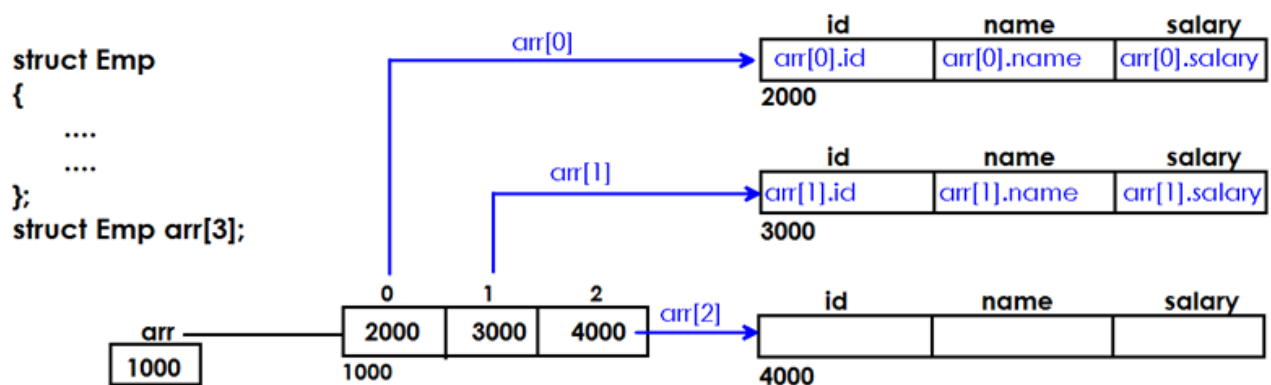 struct Emp
{
....
....
};
struct Emp arr[3];
arr
1000
0 1 2
2000 3000 4000
1000
arr[0]
id name salary
arr[0].id arr[0].name arr[0].salary
2000
arr[1]
id name salary
arr[1].id arr[1].name arr[1].salary
3000
arr[2]
id name salary
4000